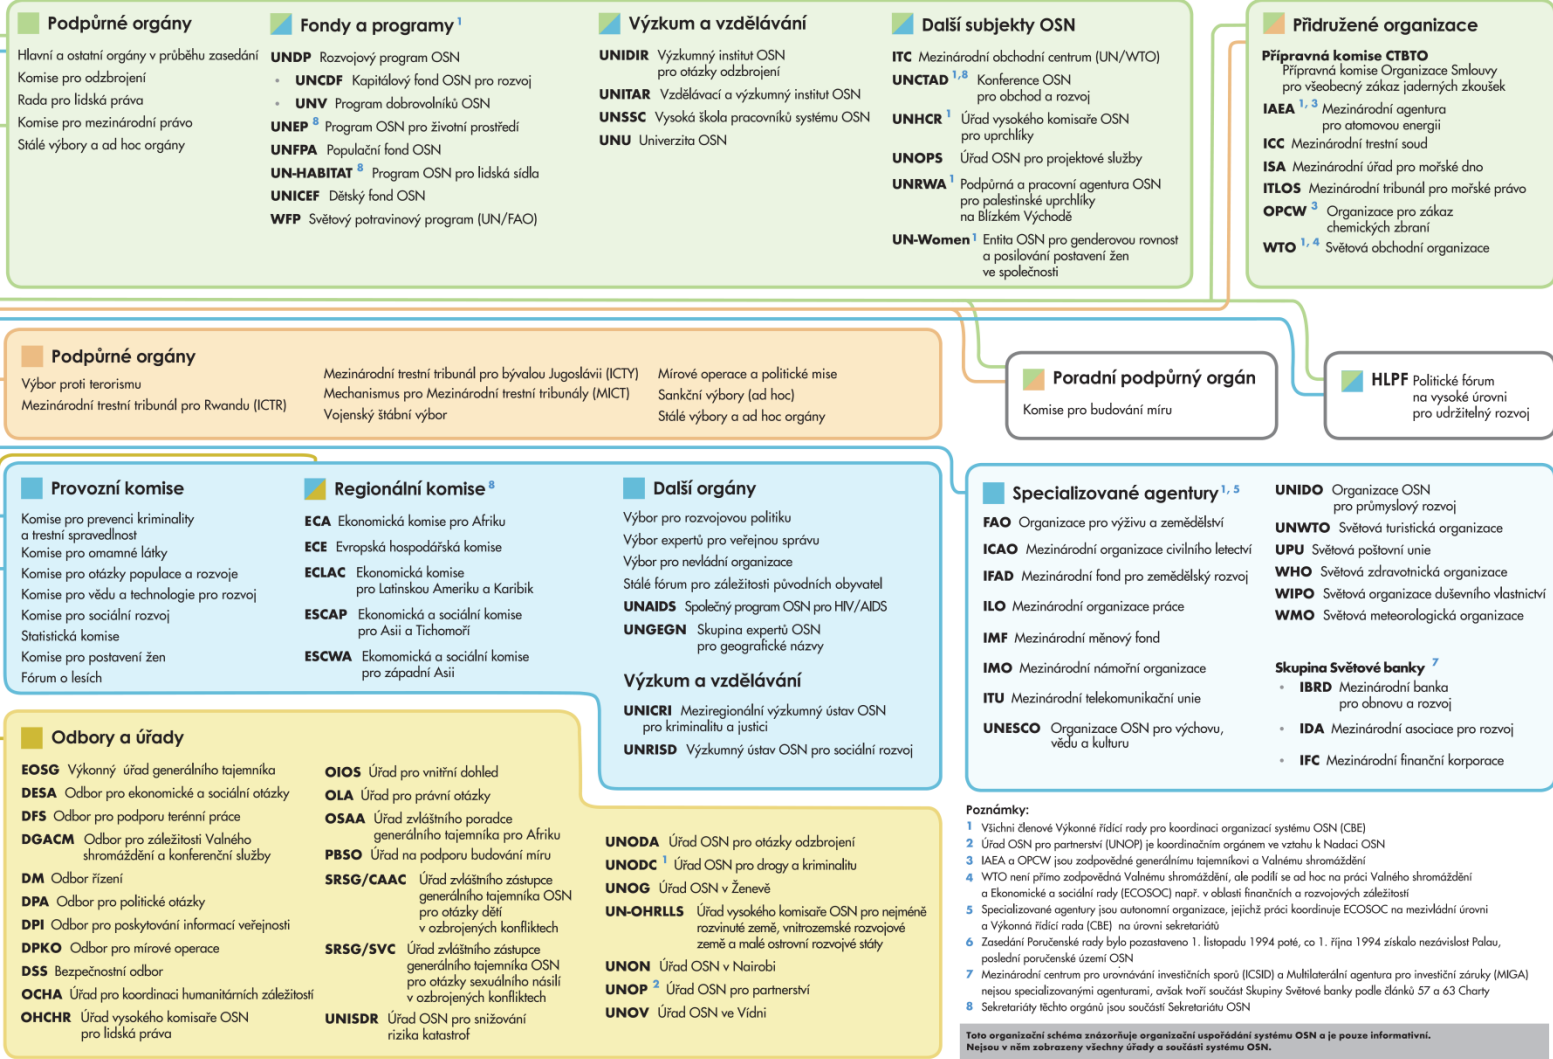 Podpůrné orgány
Hlavní a ostatní orgány v průběhu zasedání
Komise pro odzbrojení
Rada pro lidská práva
Komise pro mezinárodní právo
Stálé výbory a ad hoc orgány
Fondy a programy 1
UNDP Rozvojový program OSN
• UNCDF Kapitálový fond OSN pro rozvoj
• UNV Program dobrovolníků OSN
UNEP 8 Program OSN pro životní prostředí
UNFPA Populační fond OSN
UN-HABITAT 8 Program OSN pro lidská sídla
UNICEF Dětský fond OSN
WFP Světový potravinový program (UN/FAO)
Výzkum a vzdělávání
UNIDIR Výzkumný institut OSN
pro otázky odzbrojení
UNITAR Vzdělávací a výzkumný institut OSN
UNSSC Vysoká škola pracovníků systému OSN
UNU Univerzita OSN
Další subjekty OSN
ITC Mezinárodní obchodní centrum (UN/WTO)
UNCTAD 1,8 Konference OSN
pro obchod a rozvoj
UNHCR 1 Úřad vysokého komisaře OSN
pro uprchlíky
UNOPS Úřad OSN pro projektové služby
UNRWA 1 Podpůrná a pracovní agentura OSN
pro palestinské uprchlíky
na Blízkém Východě
UN-Women 1 Entita OSN pro genderovou rovnost
a posilování postavení žen
ve společnosti
Přidružené organizace
Přípravná komise CTBTO
Přípravná komise Organizace Smlouvy
pro všeobecný zákaz jaderných zkoušek
IAEA 1, 3 Mezinárodní agentura
pro atomovou energii
ICC Mezinárodní trestní soud
ISA Mezinárodní úřad pro mořské dno
ITLOS Mezinárodní tribunál pro mořské právo
OPCW 3 Organizace pro zákaz
chemických zbraní
WTO 1, 4 Světová obchodní organizace
Podpůrné orgány
Výbor proti terorismu
Mezinárodní trestní tribunál pro Rwandu (ICTR)
Mezinárodní trestní tribunál pro bývalou Jugoslávii (ICTY)
Mechanismus pro Mezinárodní trestní tribunály (MICT)
Vojenský štábní výbor
Mírové operace a politické mise
Sankční výbory (ad hoc)
Stálé výbory a ad hoc orgány
Poradní podpůrný orgán
Komise pro budování míru
HLPF Politické fórum
na vysoké úrovni
pro udržitelný rozvoj
Provozní komise
Komise pro prevenci kriminality
a trestní spravedlnost
Komise pro omamné látky
Komise pro otázky populace a rozvoje
Komise pro vědu a technologie pro rozvoj
Komise pro sociální rozvoj
Statistická komise
Komise pro postavení žen
Fórum o lesích
Regionální komise 8
ECA Ekonomická komise pro Afriku
ECE Evropská hospodářská komise
ECLAC Ekonomická komise
pro Latinskou Ameriku a Karibik
ESCAP Ekonomická a sociální komise
pro Asii a Tichomoří
ESCWA Ekomomická a sociální komise
pro západní Asii
Další orgány
Výbor pro rozvojovou politiku
Výbor expertů pro veřejnou správu
Výbor pro nevládní organizace
Stálé fórum pro záležitosti původních obyvatel
UNAIDS Společný program OSN pro HIV/AIDS
UNGEGN Skupina expertů OSN
pro geografické názvy
Výzkum a vzdělávání
UNICRI Meziregionální výzkumný ústav OSN
pro kriminalitu a justici
UNRISD Výzkumný ústav OSN pro sociální rozvoj
Specializované agentury 1, 5
FAO Organizace pro výživu a zemědělství
ICAO Mezinárodní organizace civilního letectví
IFAD Mezinárodní fond pro zemědělský rozvoj
ILO Mezinárodní organizace práce
IMF Mezinárodní měnový fond
IMO Mezinárodní námořní organizace
ITU Mezinárodní telekomunikační unie
UNESCO Organizace OSN pro výchovu,
vědu a kulturu
UNIDO Organizace OSN
pro průmyslový rozvoj
UNWTO Světová turistická organizace
UPU Světová poštovní unie
WHO Světová zdravotnická organizace
WIPO Světová organizace duševního vlastnictví
WMO Světová meteorologická organizace
Skupina Světové banky 7
• IBRD Mezinárodní banka
pro obnovu a rozvoj
• IDA Mezinárodní asociace pro rozvoj
• IFC Mezinárodní finanční korporace
Odbory a úřady
EOSG Výkonný úřad generálního tajemníka
DESA Odbor pro ekonomické a sociální otázky
DFS Odbor pro podporu terénní práce
DGACM Odbor pro záležitosti Valného
shromáždění a konferenční služby
DM Odbor řízení
DPA Odbor pro politické otázky
DPI Odbor pro poskytování informací veřejnosti
DPKO Odbor pro mírové operace
DSS Bezpečnostní odbor
OCHA Úřad pro koordinaci humanitárních záležitostí
OHCHR Úřad vysokého komisaře OSN
pro lidská práva
OIOS Úřad pro vnitřní dohled
OLA Úřad pro právní otázky
OSAA Úřad zvláštního poradce
generálního tajemníka pro Afriku
PBSO Úřad na podporu budování míru
SRSG/CAAC Úřad zvláštního zástupce
generálního tajemníka OSN
pro otázky dětí
v ozbrojených konfliktech
SRSG/SVC Úřad zvláštního zástupce
generálního tajemníka OSN
pro otázky sexuálního násilí
v ozbrojených konfliktech
UNISDR Úřad OSN pro snižování
rizika katastrof
UNODA Úřad OSN pro otázky odzbrojení
UNODC 1 Úřad OSN pro drogy a kriminalitu
UNOG Úřad OSN v Ženevě
UN-OHRLLS Úřad vysokého komisaře OSN pro nejméně
rozvinuté země, vnitrozemské rozvojové
země a malé ostrovní rozvojové státy
UNON Úřad OSN v Nairobi
UNOP 2 Úřad OSN pro partnerství
UNOV Úřad OSN ve Vídni
Poznámky:
1 Všichni členové Výkonné řídící rady pro koordinaci organizací systému OSN (CBE)
2 Úřad OSN pro partnerství (UNOP) je koordinačním orgánem ve vztahu k Nadaci OSN
3 IAEA a OPCW jsou zodpovědné generálnímu tajemníkovi a Valnému shromáždění
4 WTO není přímo zodpovědná Valnému shromáždění, ale podílí se ad hoc na práci Valného shromáždění
a Ekonomické a sociální rady (ECOSOC) např. v oblasti finančních a rozvojových záležitostí
5 Specializované agentury jsou autonomní organizace, jejichž práci koordinuje ECOSOC na mezivládní úrovni
a Výkonná řídící rada (CBE) na úrovni sekretariátů
6 Zasedání Poručenské rady bylo pozastaveno 1. listopadu 1994 poté, co 1. října 1994 získalo nezávislost Palau,
poslední poručenské území OSN
7 Mezinárodní centrum pro urovnávání investičních sporů (ICSID) a Multilaterální agentura pro investiční záruky (MIGA)
nejsou specializovanými agenturami, avšak tvoří součást Skupiny Světové banky podle článků 57 a 63 Charty
8 Sekretariáty těchto orgánů jsou součástí Sekretariátu OSN
Toto organizační schéma znázorňuje organizační uspořádání systému OSN a je pouze informativní.
Nejsou v něm zobrazeny všechny úřady a součásti systému OSN.